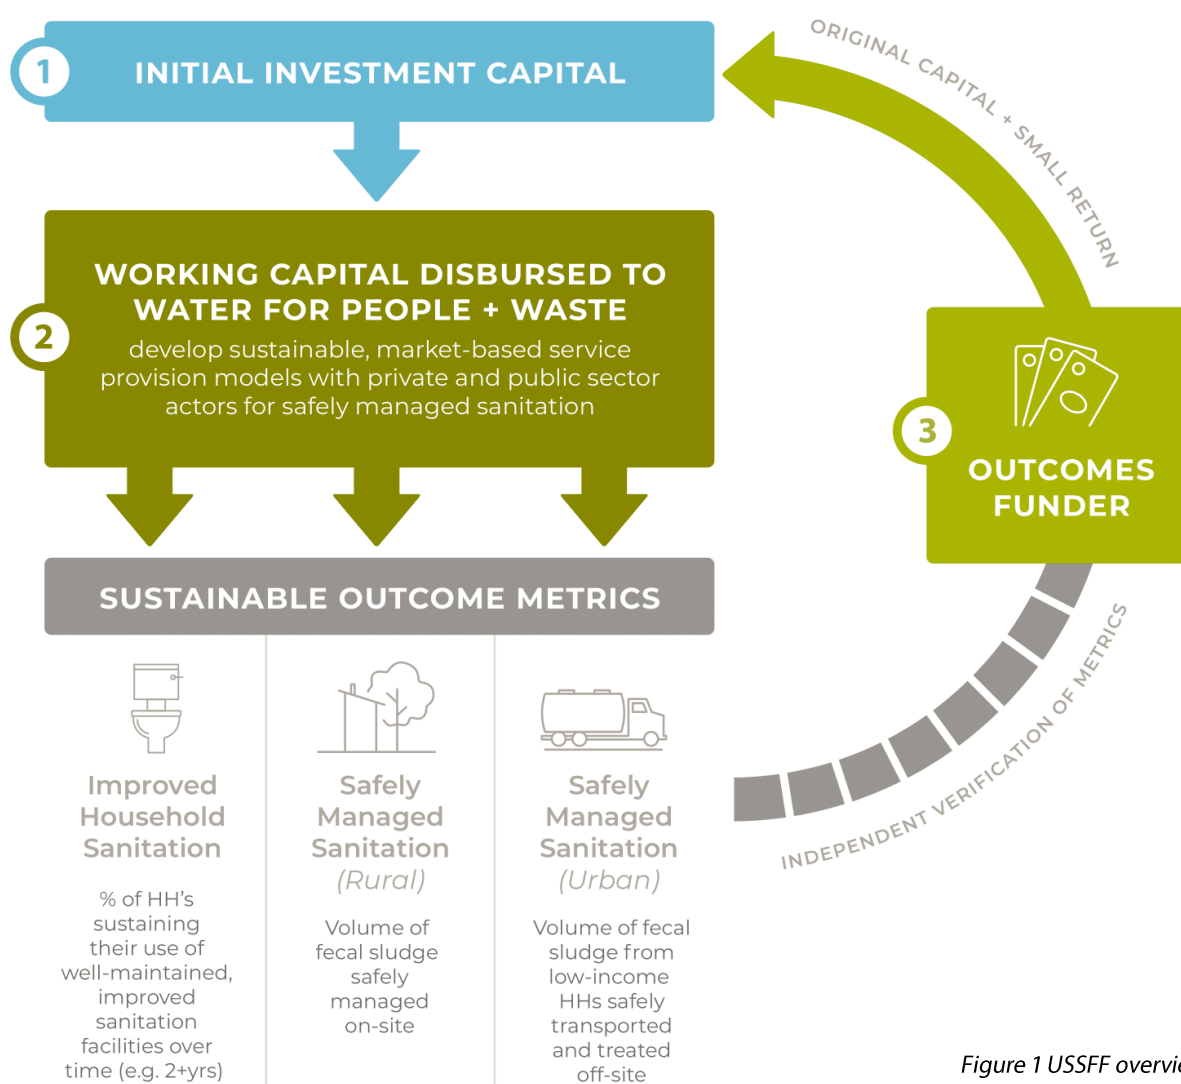 1
INITIAL INVESTMENT CAPITAL
ORIGINAL CAPITAL + SMALL RETURN
2
WORKING CAPITAL DISBURSED TO
WATER FOR PEOPLE + WASTE
develop sustainable, market-based service
provision models with private and public sector
actors for safely managed sanitation
3
OUTCOMES
FUNDER
SUSTAINABLE OUTCOME METRICS
INDEPENDENT VERIFICATION OF METRICS
Improved
Household
Sanitation
% of HH's
sustaining
their use of
well-maintained,
improved
sanitation
facilities over
time (e.g. 2+yrs)
Safely
Managed
Sanitation
(Rural)
Volume of
fecal sludge
safely
managed
on-site
Safely
Managed
Sanitation
(Urban)
Volume of fecal
sludge from
low-income
HHs safely
transported
and treated
off-site
Figure 1 USSFF